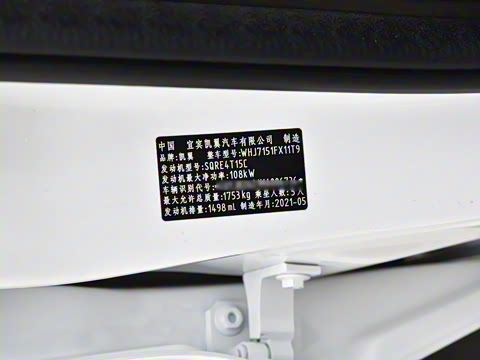 中国 宜宾凯翼汽车有限公司 制造
品牌:凯翼 整车型号:WHJ7151FX11T9
发动机型号:SQRE4T15C
发动机最大净功率:108kW
车辆识别代号:
最大允许总质量:1753kg 乘坐人数:5人
发动机排量:1498mL 制造年月:2021-05